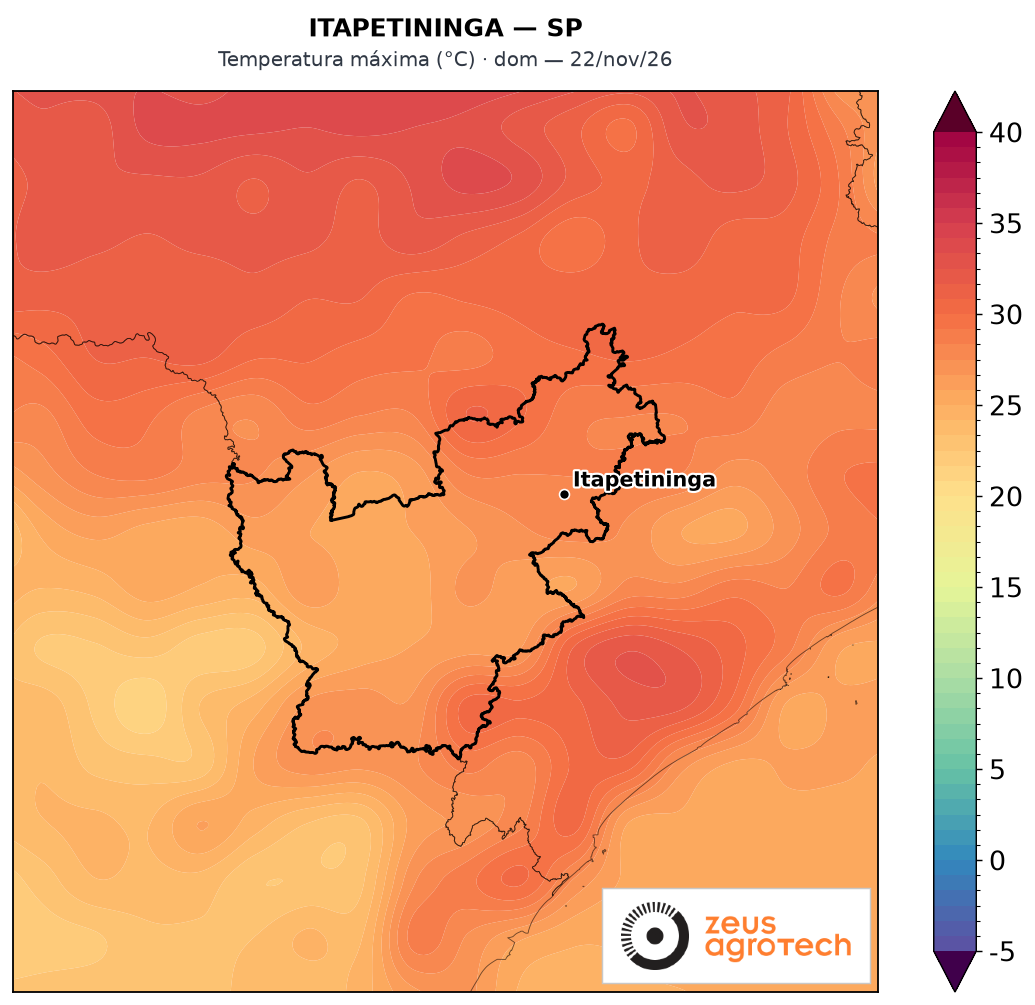 ITAPETININGA — SP
Temperatura máxima (°C) · dom — 22/nov/26
40
35
30
25
20
15
10
5
0
-5
Itapetininga
zeus
agrotech